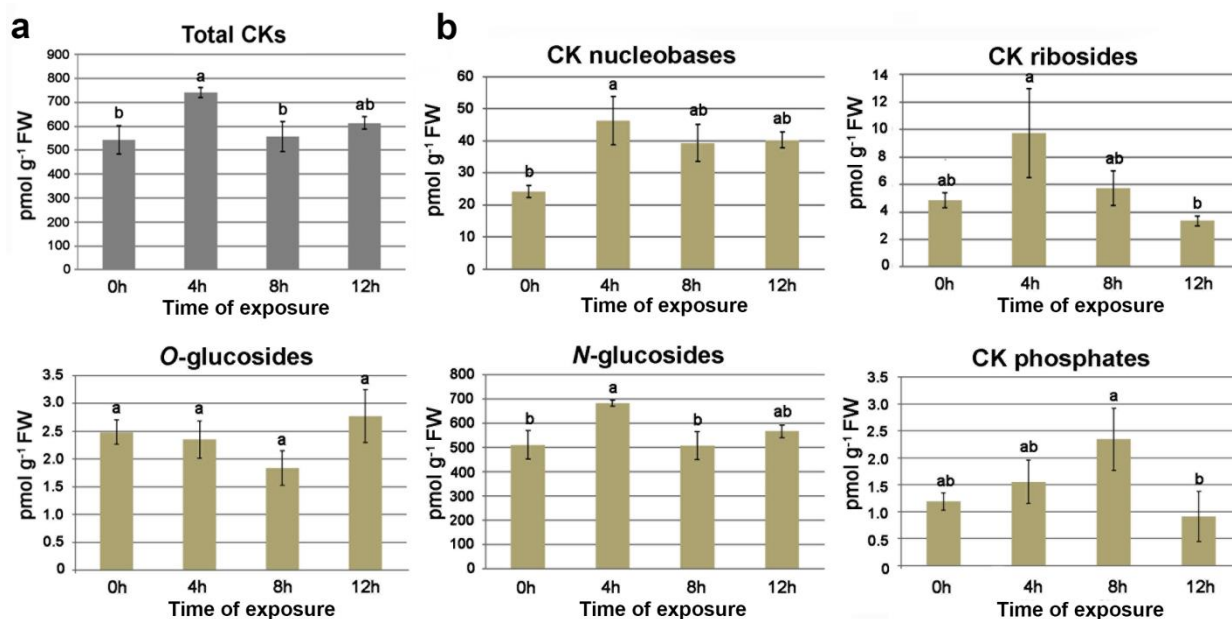 a
Total CKs
pmol g⁻¹ FW
900
800
700
600
500
400
300
200
100
0
b
a
b
ab
0h 4h 8h 12h
Time of exposure
b
CK nucleobases
pmol g⁻¹ FW
60
50
40
30
20
10
0
b
a
ab
ab
0h 4h 8h 12h
Time of exposure
CK ribosides
pmol g⁻¹ FW
14
12
10
8
6
4
2
0
ab
a
ab
b
0h 4h 8h 12h
Time of exposure
O-glucosides
pmol g⁻¹ FW
3.5
3.0
2.5
2.0
1.5
1.0
0.5
0
a
a
a
a
0h 4h 8h 12h
Time of exposure
N-glucosides
pmol g⁻¹ FW
800
700
600
500
400
300
200
100
0
b
a
b
ab
0h 4h 8h 12h
Time of exposure
CK phosphates
pmol g⁻¹ FW
3.5
3.0
2.5
2.0
1.5
1.0
0.5
0
ab
ab
a
b
0h 4h 8h 12h
Time of exposure